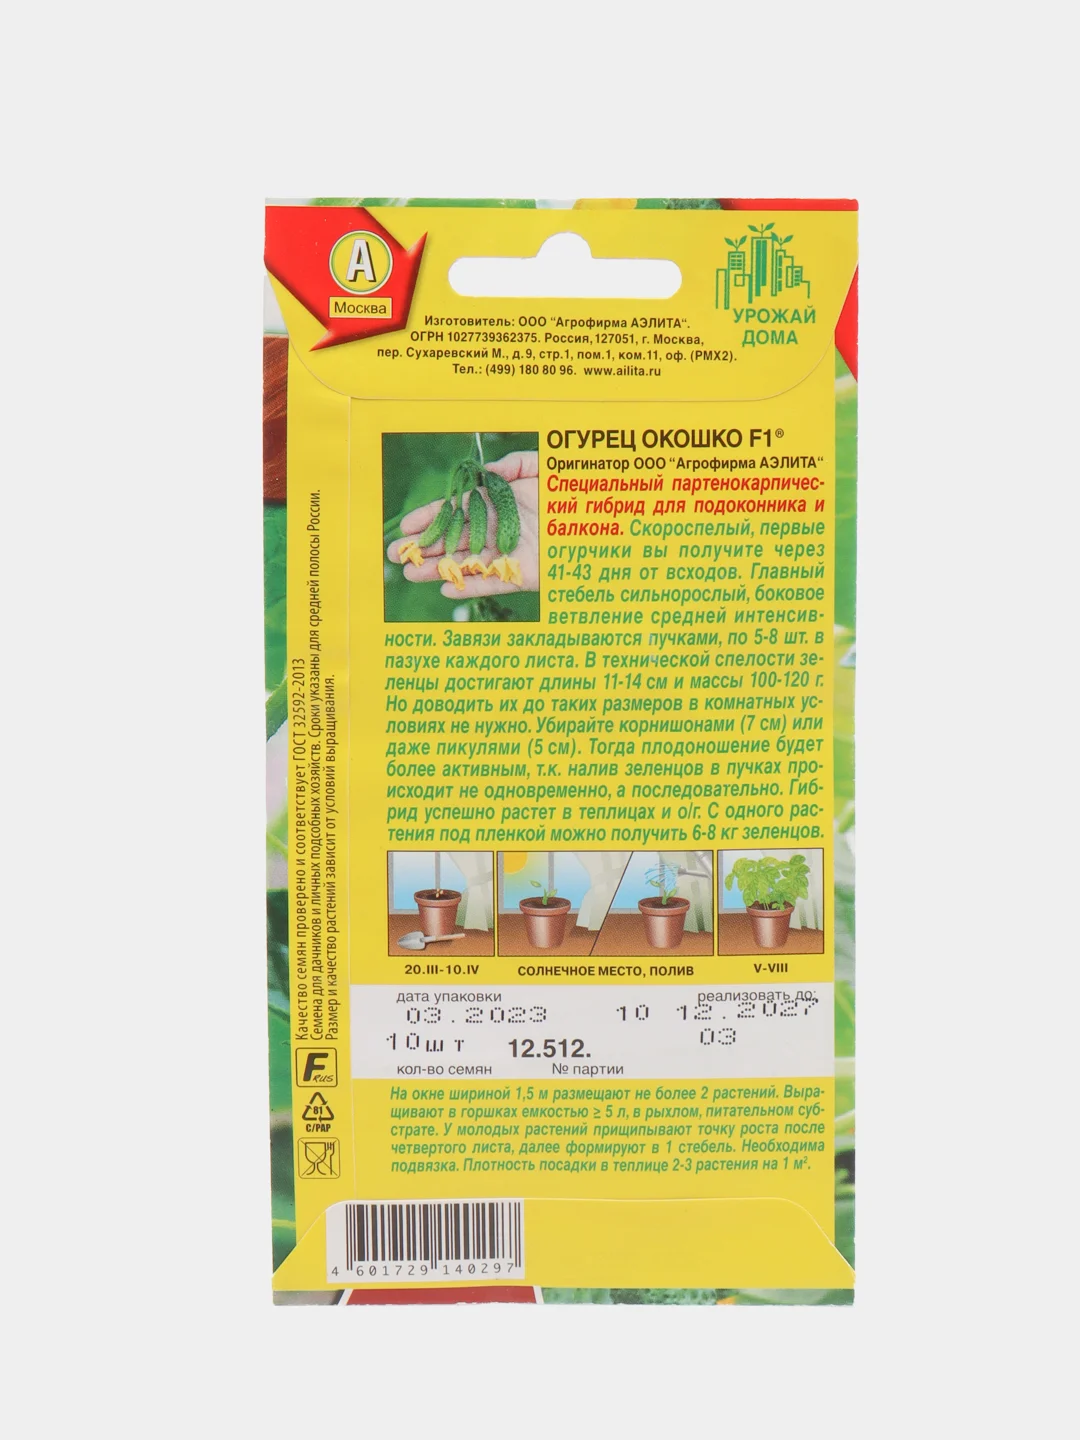 А
Москва
УРОЖАЙ
ДОМА
Изготовитель: ООО “Агрофирма АЭЛИТА“.
ОГРН 1027739362375. Россия,127051, г. Москва,
пер. Сухаревский М., д.9, стр.1, пом.1, ком.11, оф. (РМХ2).
Тел.: (499) 180 80 96. www.ailita.ru
ОГУРЕЦ ОКОШКО F1®
Оригинатор ООО “Агрофирма АЭЛИТА“
Специальный партенокарпичес-
кий гибрид для подоконника и
балкона. Скороспелый, первые
огурчики вы получите через
41-43 дня от всходов. Главный
стебель сильнорослый, боковое
ветвление средней интенсив-
ности. Завязи закладываются пучками, по 5-8 шт. в
пазухе каждого листа. В технической спелости зе-
ленцы достигают длины 11-14 см и массы 100-120 г.
Но доводить их до таких размеров в комнатных ус-
ловиях не нужно. Убирайте корнишонами (7 см) или
даже пикулями (5 см). Тогда плодоношение будет
более активным, т.к. налив зеленцов в пучках про-
исходит не одновременно, а последовательно. Гиб-
рид успешно растет в теплицах и о/г. С одного рас-
тения под пленкой можно получить 6-8 кг зеленцов.
20.III-10.IV
СОЛНЕЧНОЕ МЕСТО, ПОЛИВ
V-VIII
дата упаковки
реализовать до:
03.2023
10
12.2027
10шт
12.512.
03
кол-во семян
№ партии
На окне шириной 1,5 м размещают не более 2 растений. Выра-
щивают в горшках емкостью ≥ 5 л, в рыхлом, питательном суб-
страте. У молодых растений прищипывают точку роста после
четвертого листа, далее формируют в 1 стебель. Необходима
подвязка. Плотность посадки в теплице 2-3 растения на 1 м².
Качество семян проверено и соответствует ГОСТ 32592-2013
Семена для дачников и личных подсобных хозяйств. Сроки указаны для средней полосы России.
Размер и качество растений зависит от условий выращивания.
F RUS
81
C/PAP
4 601729 140297